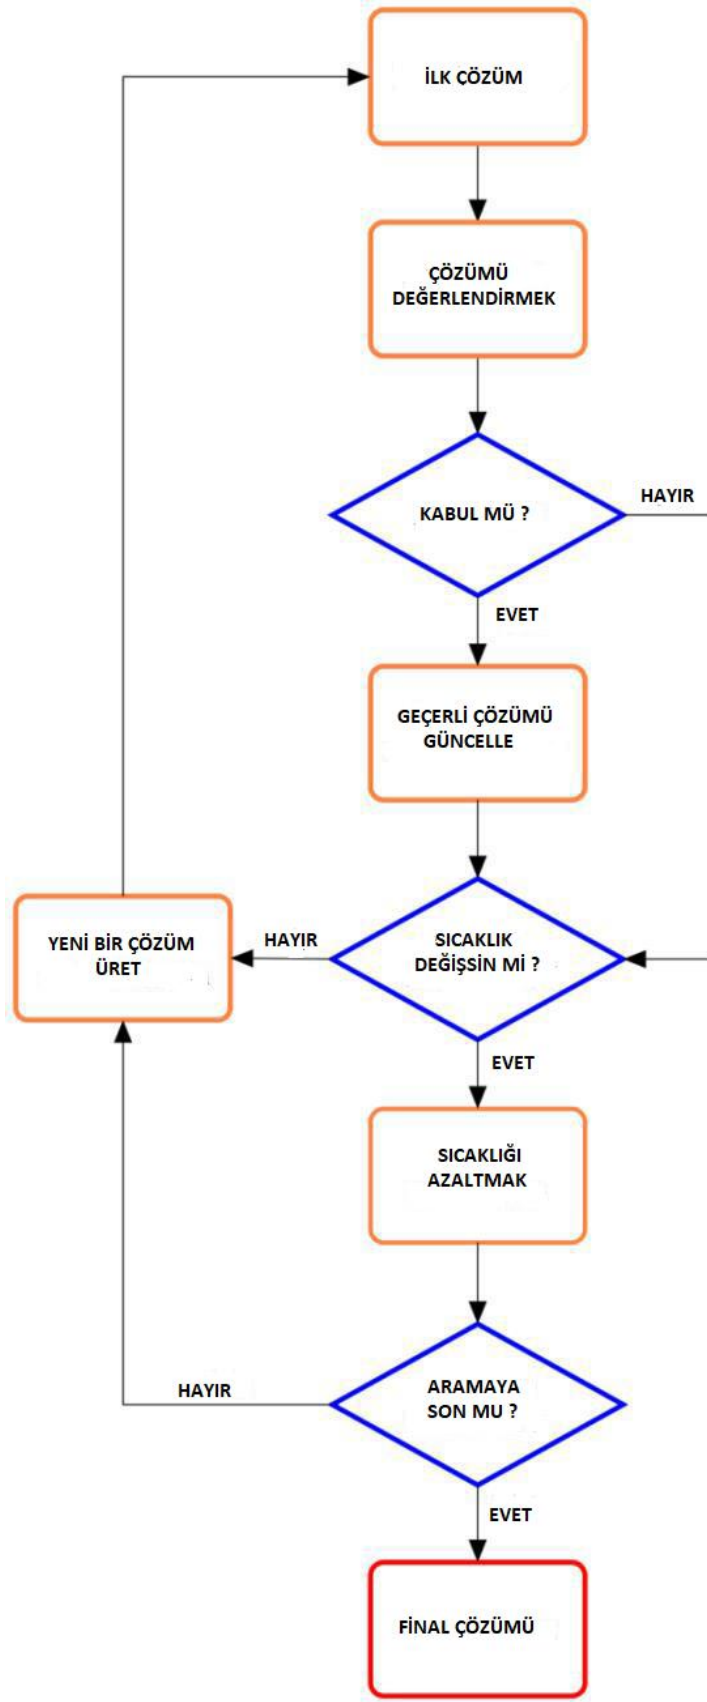 İLK ÇÖZÜM
ÇÖZÜMÜ
DEĞERLENDİRMEK
KABUL MÜ ?
HAYIR
EVET
GEÇERLİ ÇÖZÜMÜ
GÜNCELLE
YENİ BİR ÇÖZÜM
ÜRET
HAYIR
SICAKLIK
DEĞİŞSİN Mİ ?
EVET
SICAKLIĞI
AZALTMAK
HAYIR
ARAMAYA
SON MU ?
EVET
FİNAL ÇÖZÜMÜ